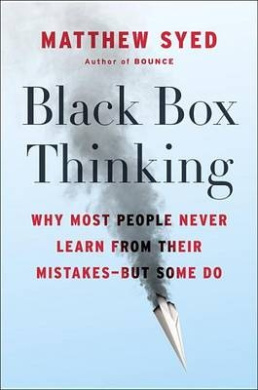 MATTHEW SYED
Author of BOUNCE
Black Box
Thinking
WHY MOST PEOPLE NEVER
LEARN FROM THEIR
MISTAKES–BUT SOME DO